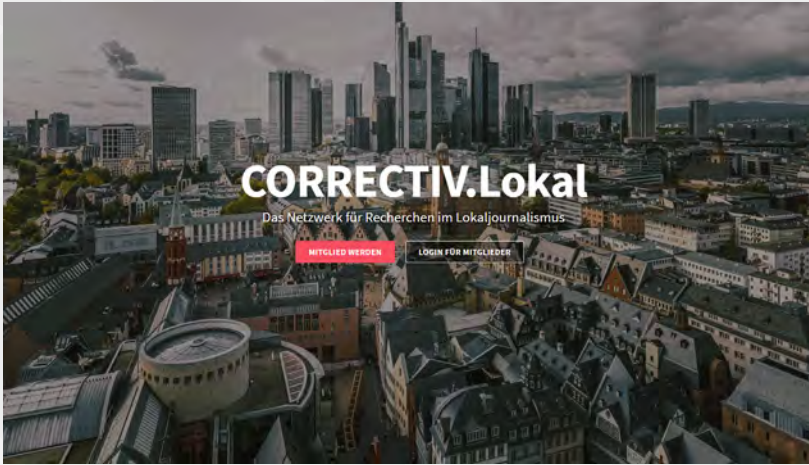 CORRECTIV.Lokal
Das Netzwerk für Recherchen im Lokaljournalismus
MITGLIED WERDEN
LOGIN FÜR MITGLIEDER